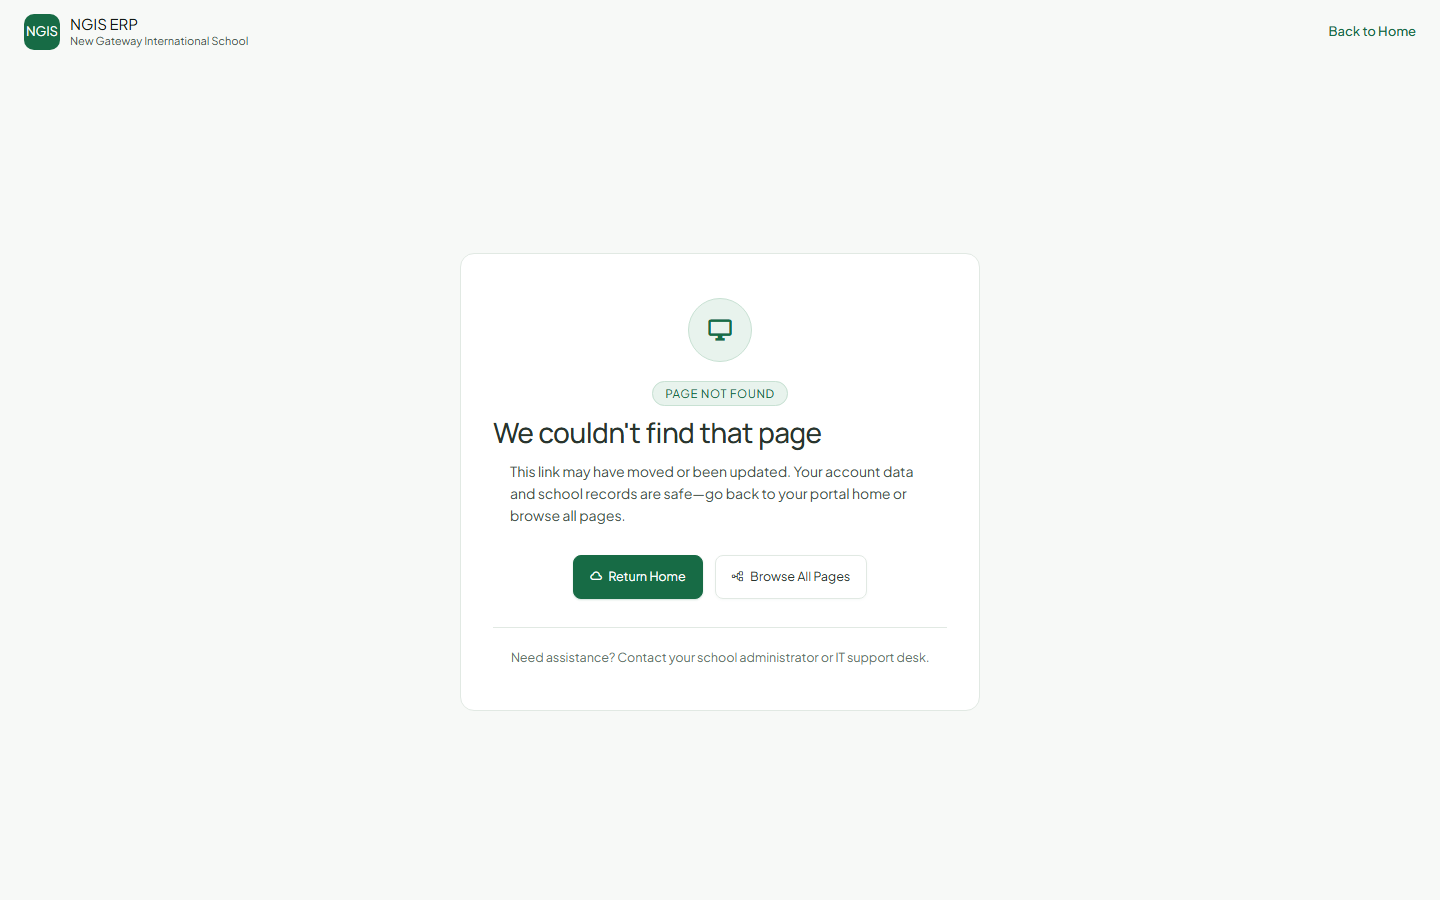 NGIS
NGIS ERP
New Gateway International School
Back to Home
PAGE NOT FOUND
We couldn't find that page
This link may have moved or been updated. Your account data
and school records are safe—go back to your portal home or
browse all pages.
Return Home
Browse All Pages
Need assistance? Contact your school administrator or IT support desk.